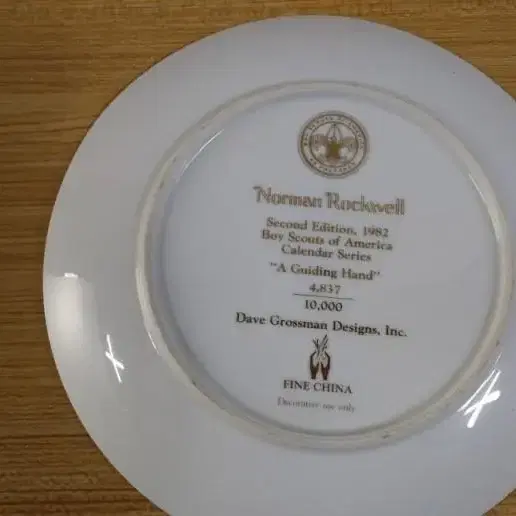 Norman Rockwell
Second Edition, 1982
Boy Scouts of America
Calendar Series
"A Guiding Hand"
4,837
10,000
Dave Grossman Designs, Inc.
FINE CHINA
Decorative use only